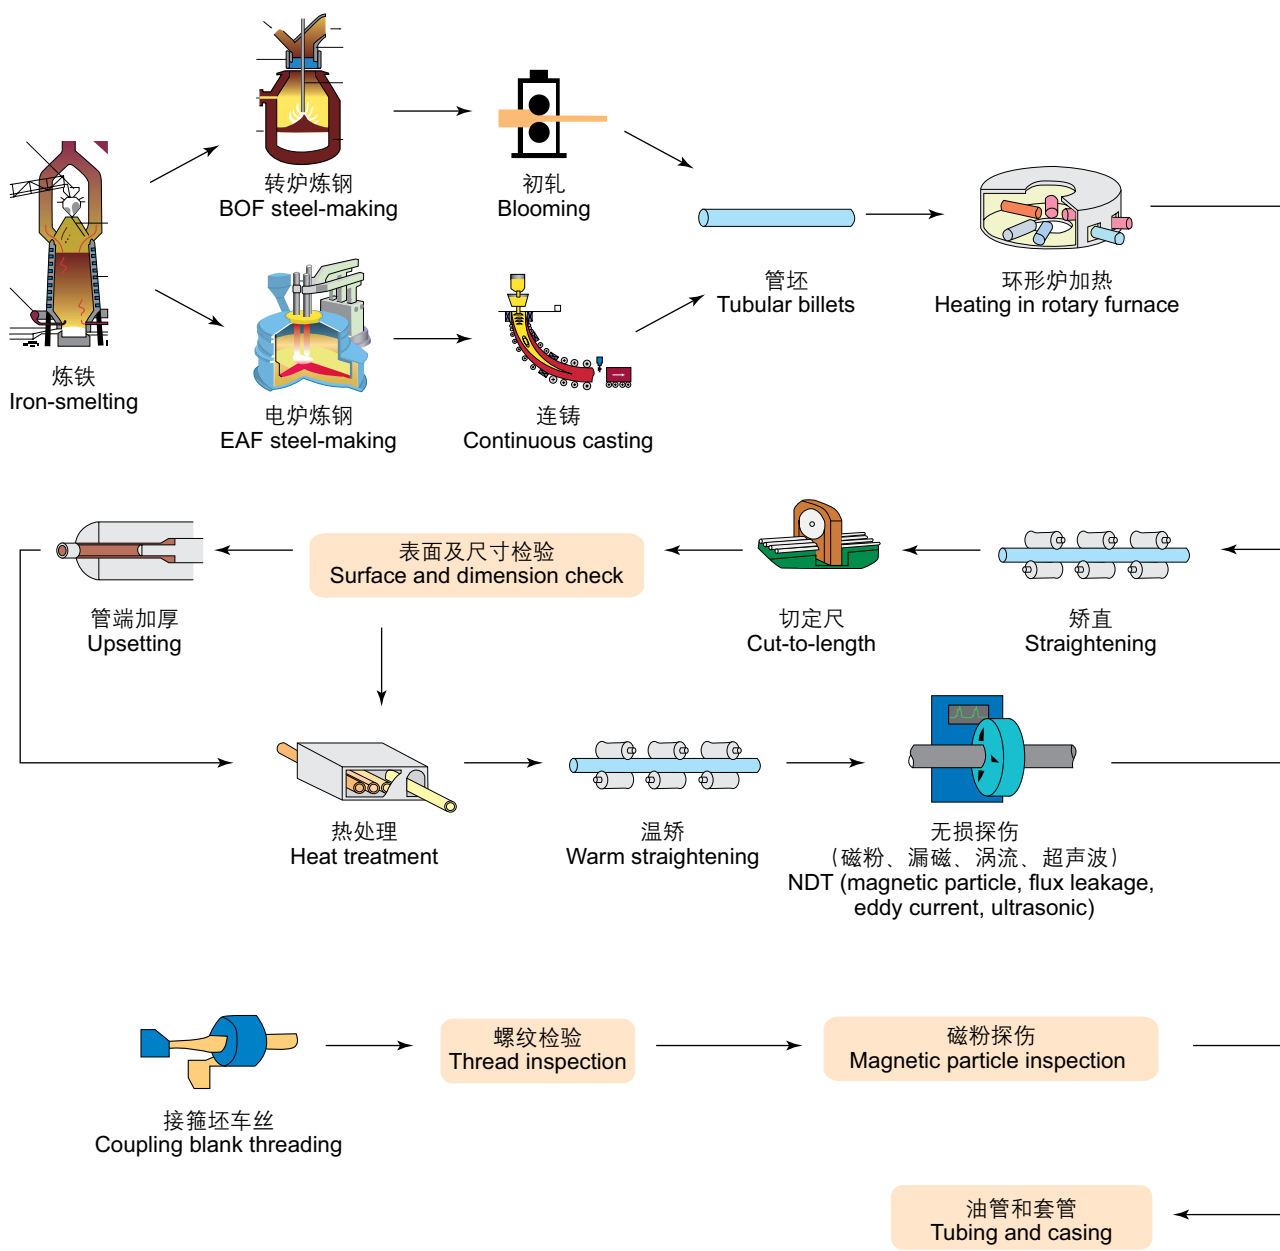 转炉炼钢
BOF steel-making
初轧
Blooming
管坯
Tubular billets
环形炉加热
Heating in rotary furnace
炼铁
Iron-smelting
电炉炼钢
EAF steel-making
连铸
Continuous casting
管端加厚
Upsetting
表面及尺寸检验
Surface and dimension check
切定尺
Cut-to-length
矫直
Straightening
热处理
Heat treatment
温矫
Warm straightening
无损探伤
(磁粉、漏磁、涡流、超声波)
NDT (magnetic particle, flux leakage,
eddy current, ultrasonic)
接箍坯车丝
Coupling blank threading
螺纹检验
Thread inspection
磁粉探伤
Magnetic particle inspection
油管和套管
Tubing and casing